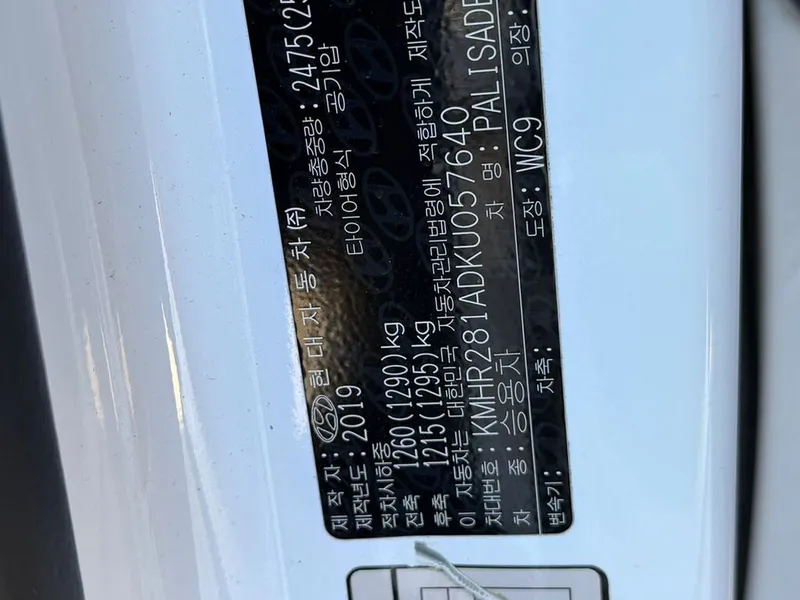 제 작 자: 현 대 자 동 차 (주)
제작년도: 2019 차량총중량: 2475(25
적차시하중 타이어형식 공기압
전축 1260(1290)kg
후축 1215(1295)kg
이 자동차는 대한민국 자동차관리법령에 적합하게 제작도
차대번호: KMHR281ADKU057640
차 종: 승용차 차 명: PALISADE
변속기: 차축: 도장: WC9 의장: